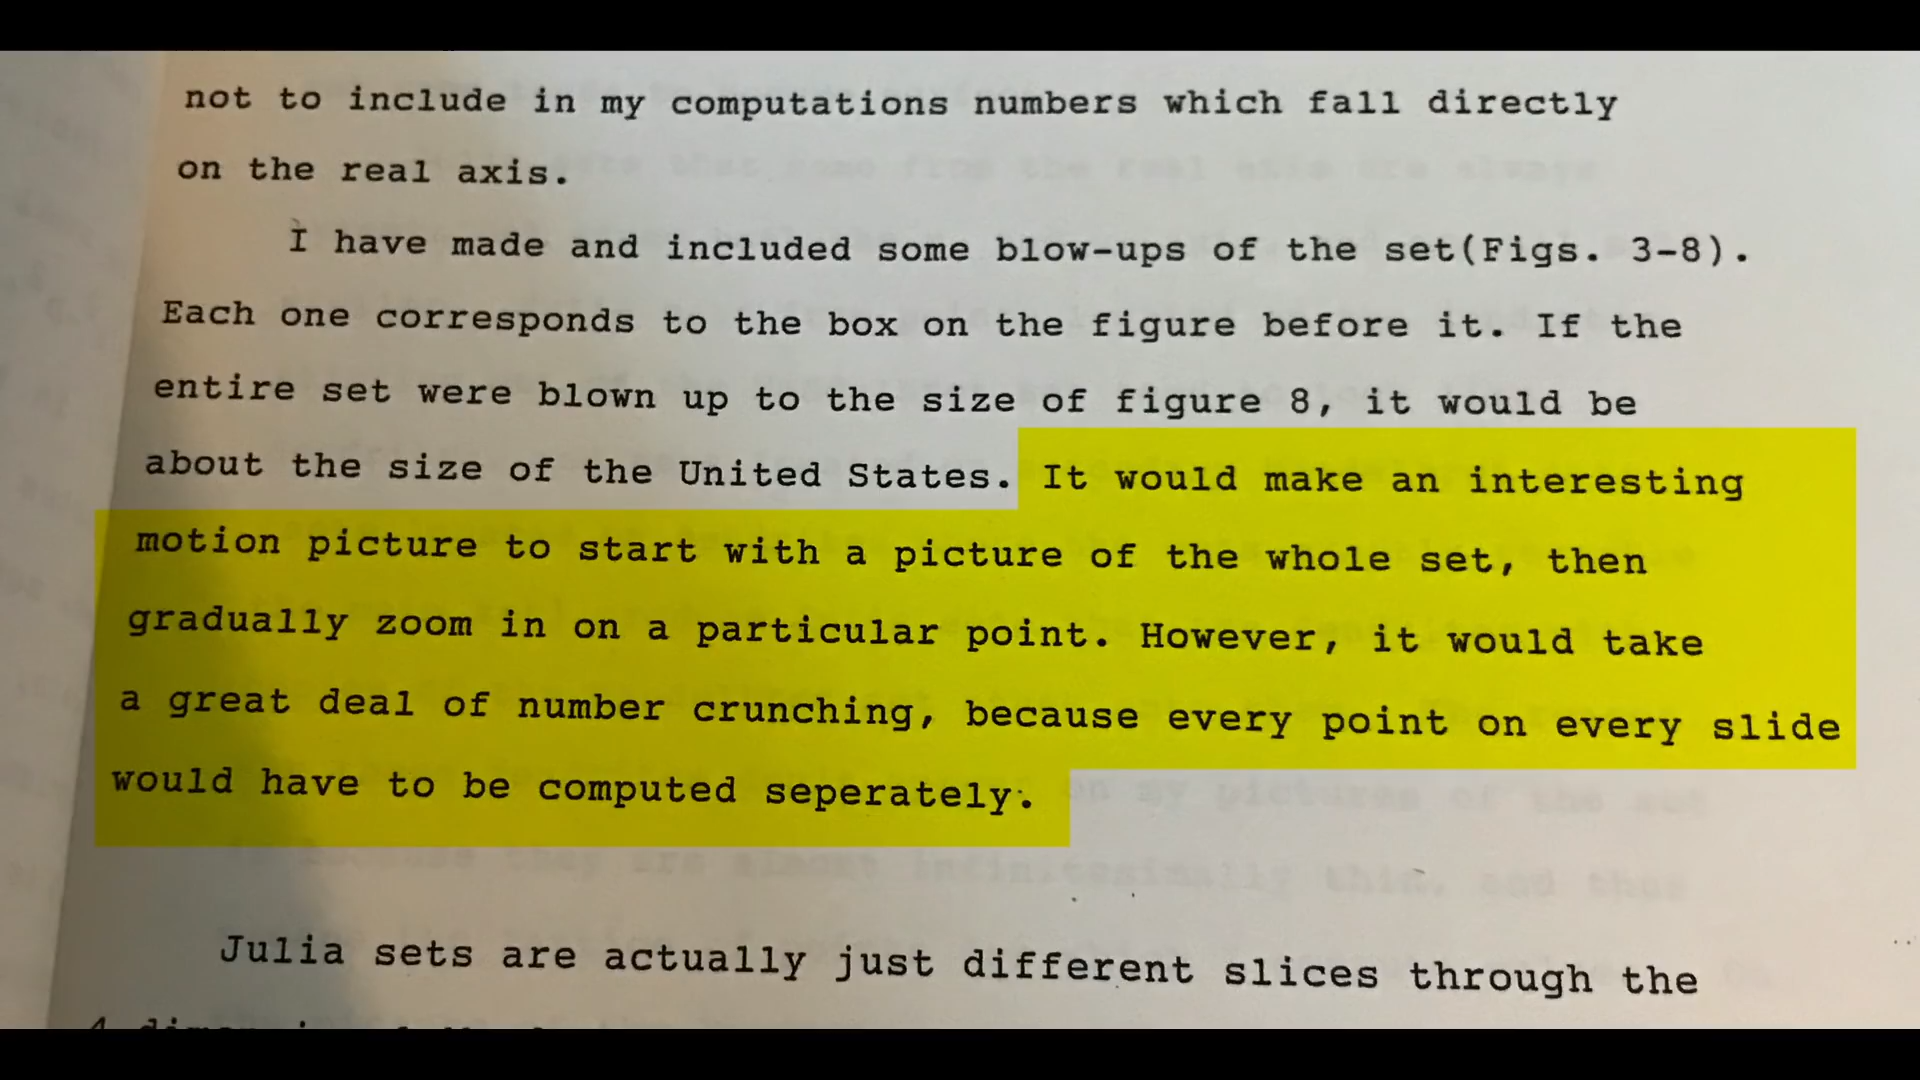 not to include in my computations numbers which fall directly
on the real axis.
I have made and included some blow-ups of the set(Figs. 3-8).
Each one corresponds to the box on the figure before it. If the
entire set were blown up to the size of figure 8, it would be
about the size of the United States. It would make an interesting
motion picture to start with a picture of the whole set, then
gradually zoom in on a particular point. However, it would take
a great deal of number crunching, because every point on every slide
would have to be computed seperately.
Julia sets are actually just different slices through the